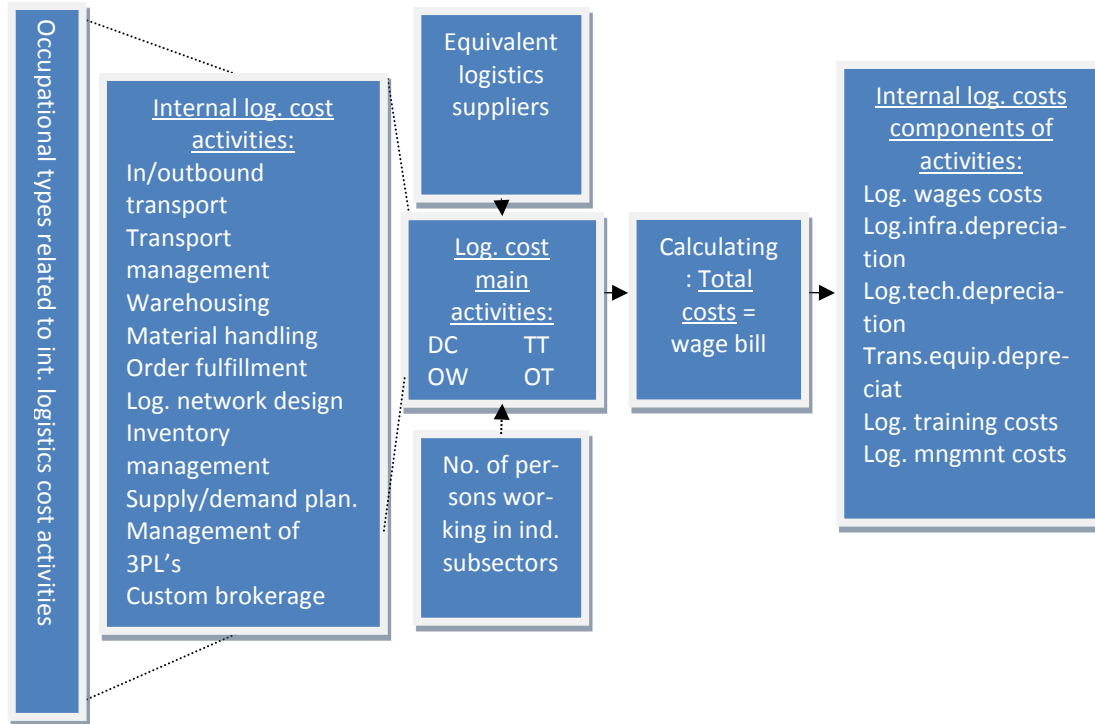 Occupational types related to int. logistics cost activities
Internal log. cost
activities:
In/outbound
transport
Transport
management
Warehousing
Material handling
Order fulfillment
Log. network design
Inventory
management
Supply/demand plan.
Management of
3PL’s
Custom brokerage
Equivalent
logistics
suppliers
Log. cost
main
activities:
DC TT
OW OT
No. of per-
sons wor-
king in ind.
subsectors
Calculating
: Total
costs =
wage bill
Internal log. costs
components of
activities:
Log. wages costs
Log.infra.deprecia-
tion
Log.tech.deprecia-
tion
Trans.equip.depre-
ciat
Log. training costs
Log. mngmnt costs